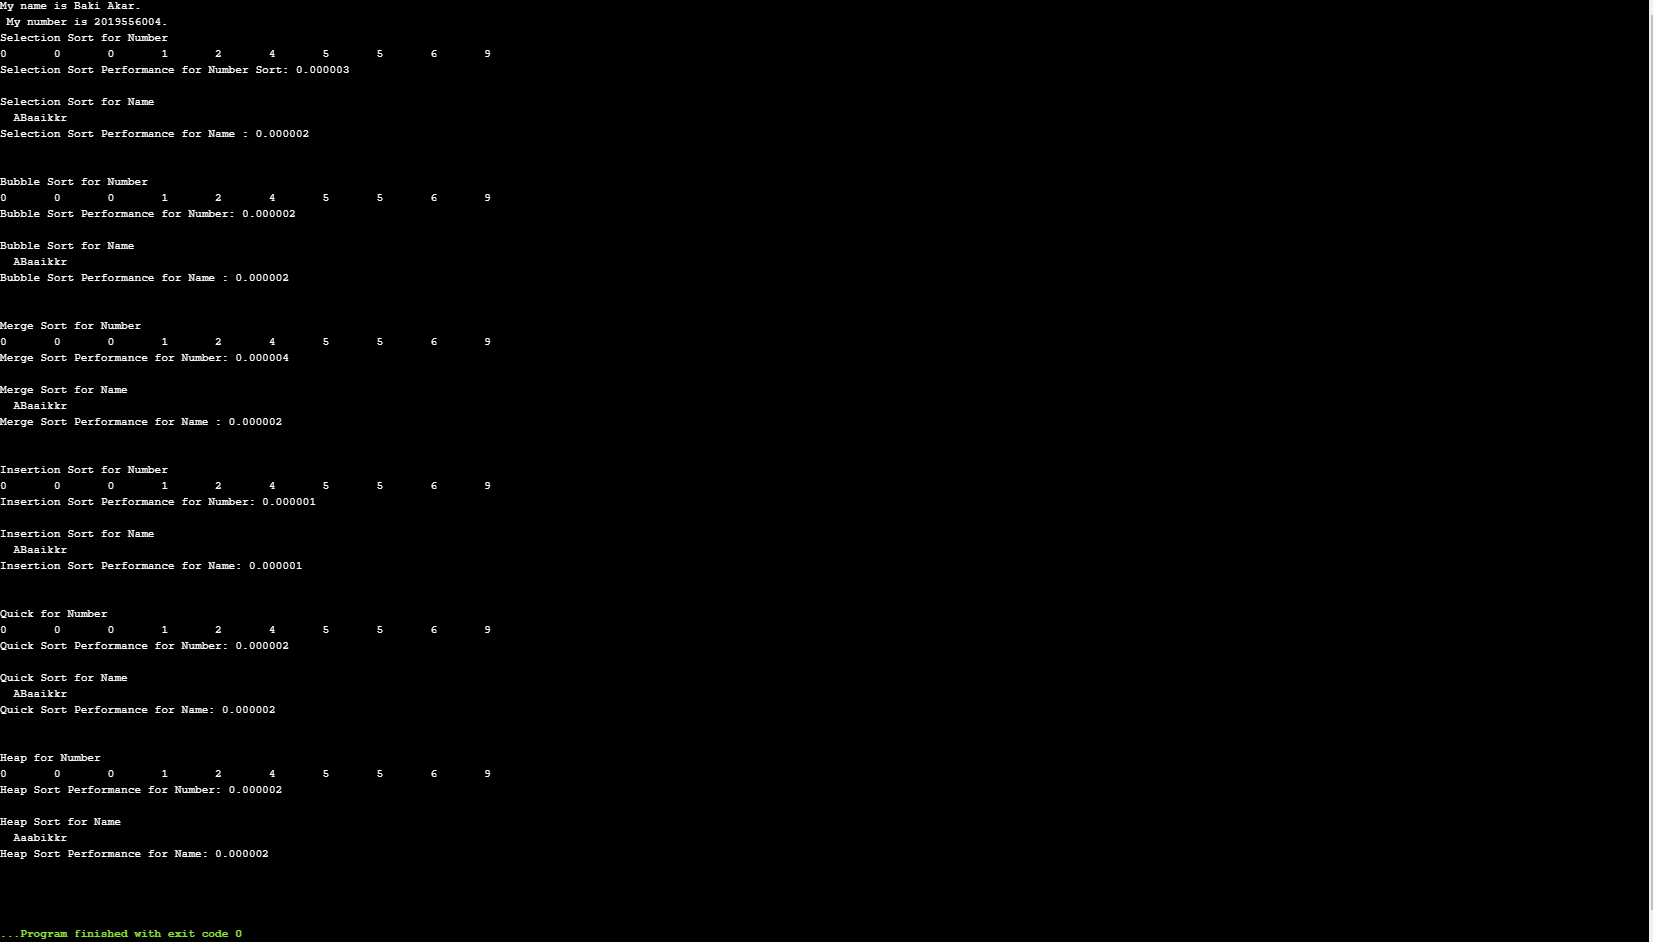 My name is Baki Akar.
My number is 2019556004.
Selection Sort for Number
0 0 0 1 2 4 5 5 6 9
Selection Sort Performance for Number Sort: 0.000003
Selection Sort for Name
ABaaikkr
Selection Sort Performance for Name : 0.000002
Bubble Sort for Number
0 0 0 1 2 4 5 5 6 9
Bubble Sort Performance for Number: 0.000002
Bubble Sort for Name
ABaaikkr
Bubble Sort Performance for Name : 0.000002
Merge Sort for Number
0 0 0 1 2 4 5 5 6 9
Merge Sort Performance for Number: 0.000004
Merge Sort for Name
ABaaikkr
Merge Sort Performance for Name : 0.000002
Insertion Sort for Number
0 0 0 1 2 4 5 5 6 9
Insertion Sort Performance for Number: 0.000001
Insertion Sort for Name
ABaaikkr
Insertion Sort Performance for Name: 0.000001
Quick for Number
0 0 0 1 2 4 5 5 6 9
Quick Sort Performance for Number: 0.000002
Quick Sort for Name
ABaaikkr
Quick Sort Performance for Name: 0.000002
Heap for Number
0 0 0 1 2 4 5 5 6 9
Heap Sort Performance for Number: 0.000002
Heap Sort for Name
Aaabikkr
Heap Sort Performance for Name: 0.000002
...Program finished with exit code 0